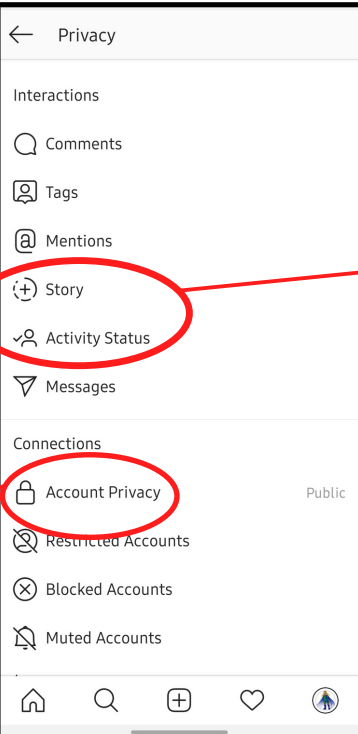 Privacy
Interactions
Comments
Tags
Mentions
Story
Activity Status
Messages
Connections
Account Privacy Public
Restricted Accounts
Blocked Accounts
Muted Accounts